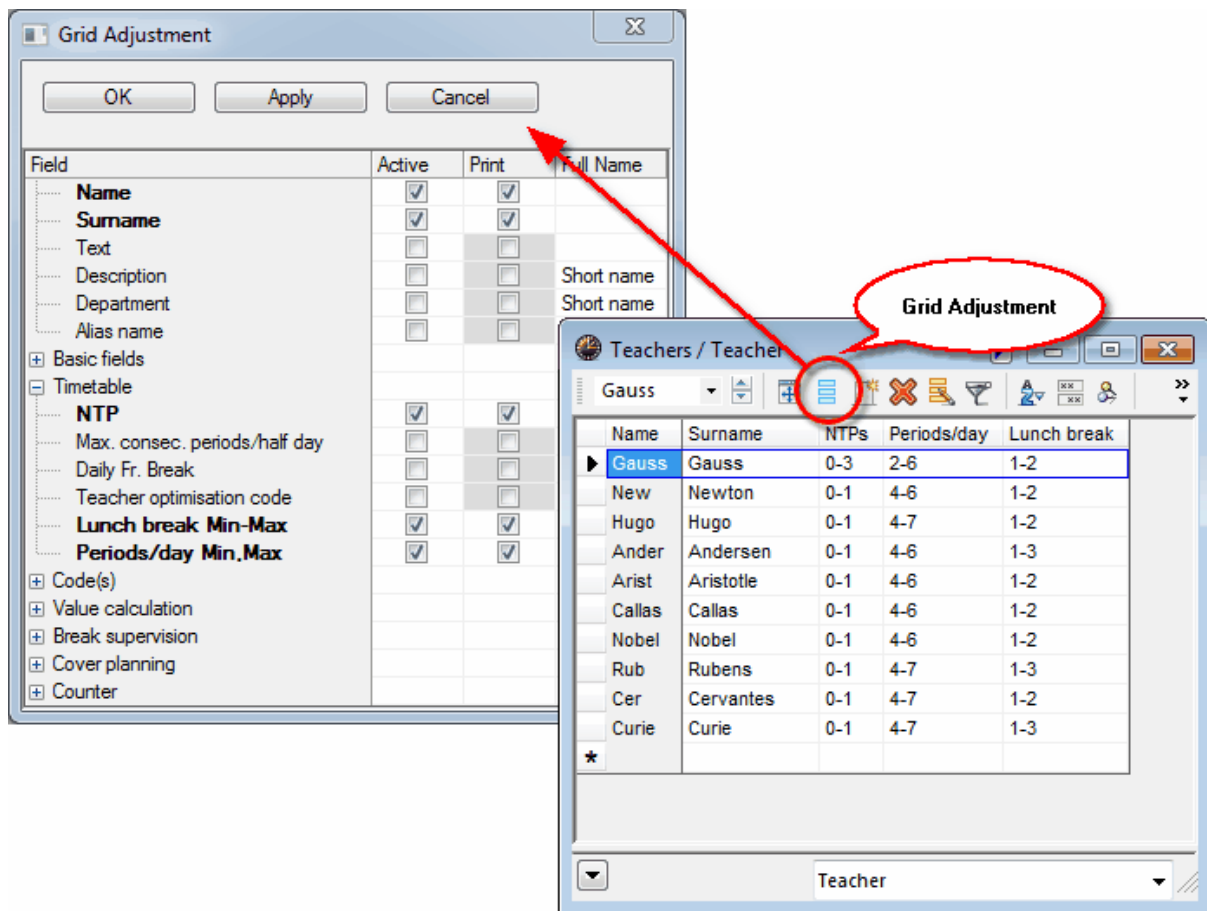 Grid Adjustment
OK Apply Cancel
Field Active Print Full Name
Name
Surname
Text
Description Short name
Department Short name
Alias name
Basic fields
Timetable
NTP
Max. consec. periods/half day
Daily Fr. Break
Teacher optimisation code
Lunch break Min-Max
Periods/day Min,Max
Code(s)
Value calculation
Break supervision
Cover planning
Counter
Grid Adjustment
Teachers / Teacher
Gauss
Name Surname NTPs Periods/day Lunch break
Gauss Gauss 0-3 2-6 1-2
New Newton 0-1 4-6 1-2
Hugo Hugo 0-1 4-7 1-2
Ander Andersen 0-1 4-6 1-3
Arist Aristotle 0-1 4-6 1-2
Callas Callas 0-1 4-6 1-2
Nobel Nobel 0-1 4-6 1-2
Rub Rubens 0-1 4-7 1-3
Cer Cervantes 0-1 4-7 1-2
Curie Curie 0-1 4-7 1-3
*
Teacher